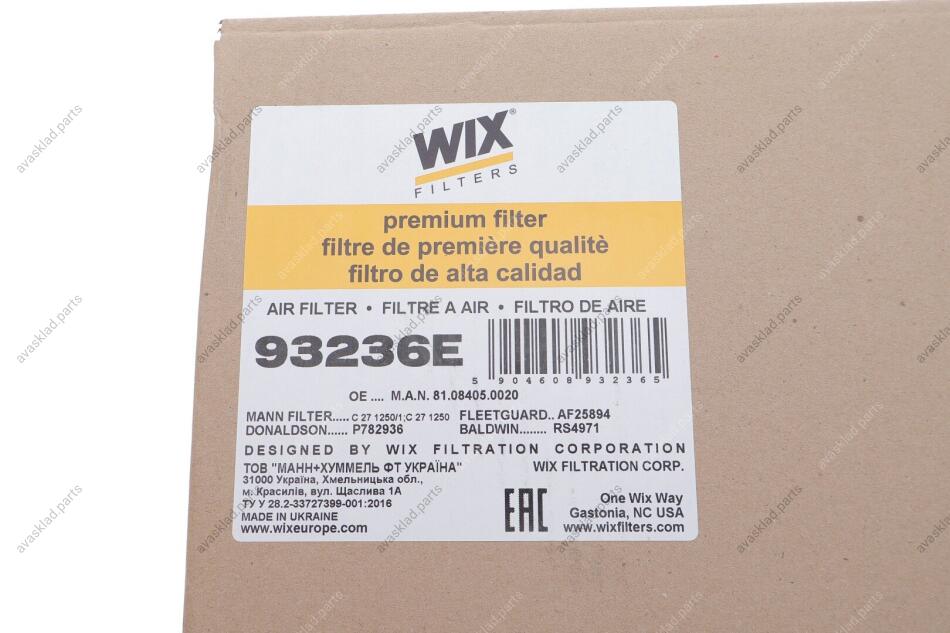 WIX®
FILTERS
premium filter
filtre de première qualitè
filtro de alta calidad
AIR FILTER • FILTRE A AIR • FILTRO DE AIRE
93236E
5 904608 932365
OE .... M.A.N. 81.08405.0020
MANN FILTER..... C 27 1250/1;C 27 1250 FLEETGUARD.. AF25894
DONALDSON...... P782936 BALDWIN........ RS4971
DESIGNED BY WIX FILTRATION CORPORATION
ТОВ "МАНН+ХУММЕЛЬ ФТ УКРАЇНА"
31000 Україна, Хмельницька обл.,
м. Красилів, вул. Щаслива 1А
ТУ У 28.2-33727399-001:2016
MADE IN UKRAINE
www.wixeurope.com
EAC
WIX FILTRATION CORP.
One Wix Way
Gastonia, NC USA
www.wixfilters.com
avasklad.parts